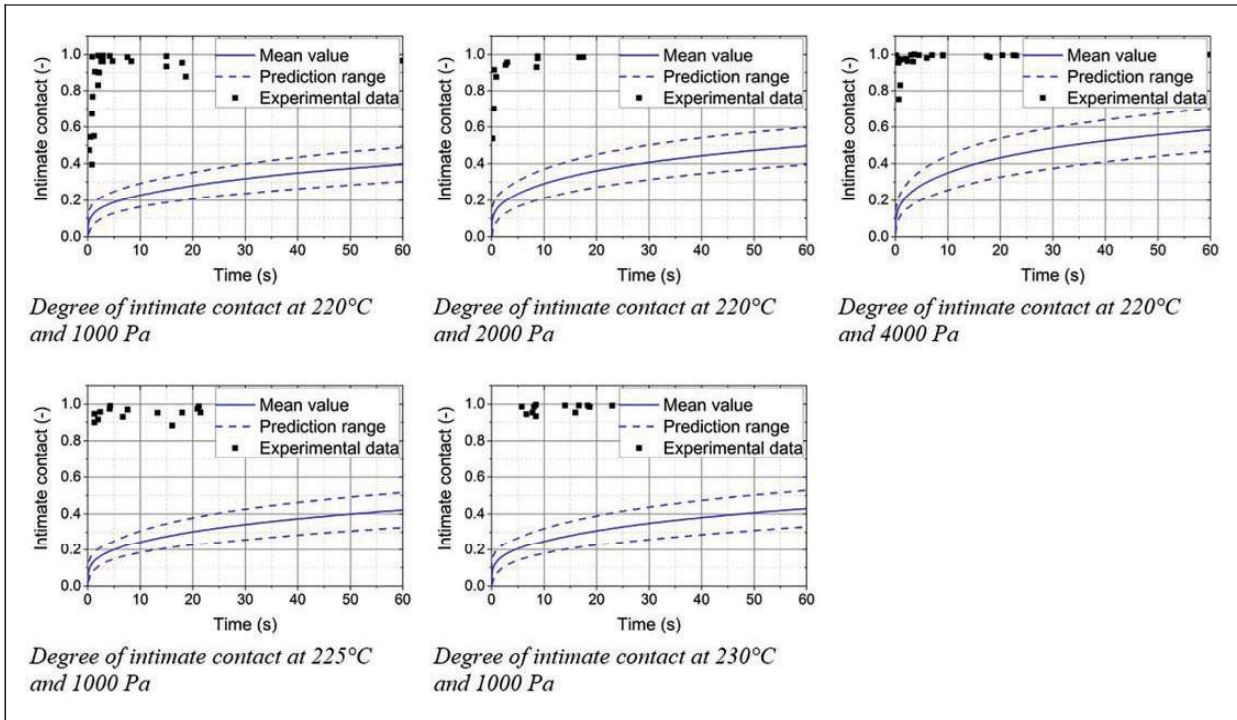 Intimate contact (-)
1.0
0.8
0.6
0.4
0.2
0.0
Mean value
Prediction range
Experimental data
0 10 20 30 40 50 60
Time (s)
Degree of intimate contact at 220°C
and 1000 Pa
Intimate contact (-)
1.0
0.8
0.6
0.4
0.2
0.0
Mean value
Prediction range
Experimental data
0 10 20 30 40 50 60
Time (s)
Degree of intimate contact at 220°C
and 2000 Pa
Intimate contact (-)
1.0
0.8
0.6
0.4
0.2
0.0
Mean value
Prediction range
Experimental data
0 10 20 30 40 50 60
Time (s)
Degree of intimate contact at 220°C
and 4000 Pa
Intimate contact (-)
1.0
0.8
0.6
0.4
0.2
0.0
Mean value
Prediction range
Experimental data
0 10 20 30 40 50 60
Time (s)
Degree of intimate contact at 225°C
and 1000 Pa
Intimate contact (-)
1.0
0.8
0.6
0.4
0.2
0.0
Mean value
Prediction range
Experimental data
0 10 20 30 40 50 60
Time (s)
Degree of intimate contact at 230°C
and 1000 Pa